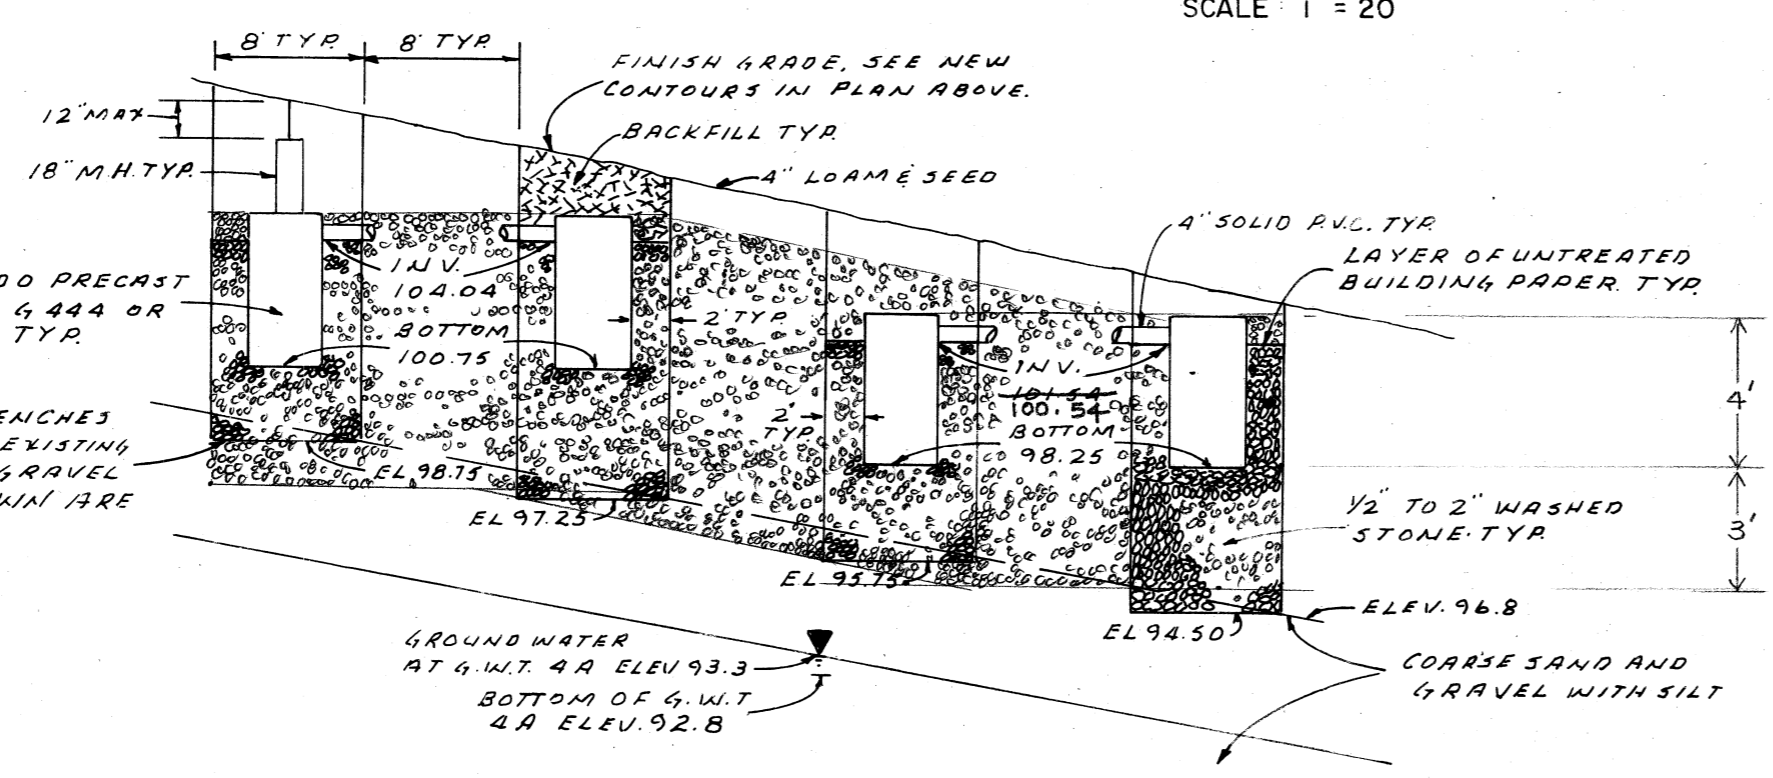 SCALE 1 = 20
8' TYP.
8' TYP.
FINISH GRADE, SEE NEW
CONTOURS IN PLAN ABOVE.
12" MAX
BACKFILL TYP.
18" M.H. TYP.
4" LOAM & SEED
4" SOLID P.V.C. TYP.
LAYER OF UNTREATED
BUILDING PAPER TYP.
PRECAST
G 444 OR
TYP.
INV.
104.04
BOTTOM
100.75
2' TYP.
INV.
101.54
100.54
BOTTOM
98.25
2'
TYP.
4'
3'
EXISTING
GRAVEL
ARE
EL 98.75
EL 97.25
EL 95.75
EL 94.50
1/2" TO 2" WASHED
STONE TYP.
ELEV. 96.8
GROUND WATER
AT G.W.T. 4A ELEV 93.3
BOTTOM OF G.W.T
4A ELEV. 92.8
COARSE SAND AND
GRAVEL WITH SILT